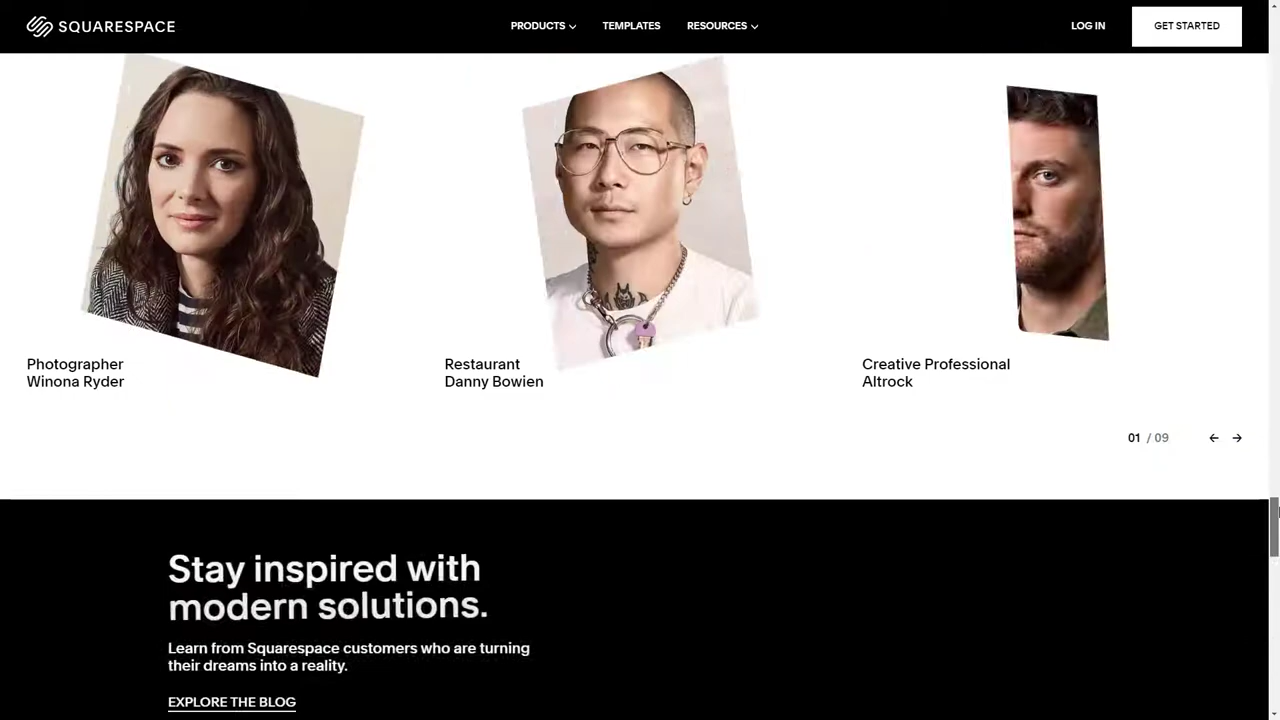 SQUARESPACE
PRODUCTS
TEMPLATES
RESOURCES
LOG IN
GET STARTED
Photographer
Winona Ryder
Restaurant
Danny Bowien
Creative Professional
Altrock
01 / 09
Stay inspired with
modern solutions.
Learn from Squarespace customers who are turning
their dreams into a reality.
EXPLORE THE BLOG